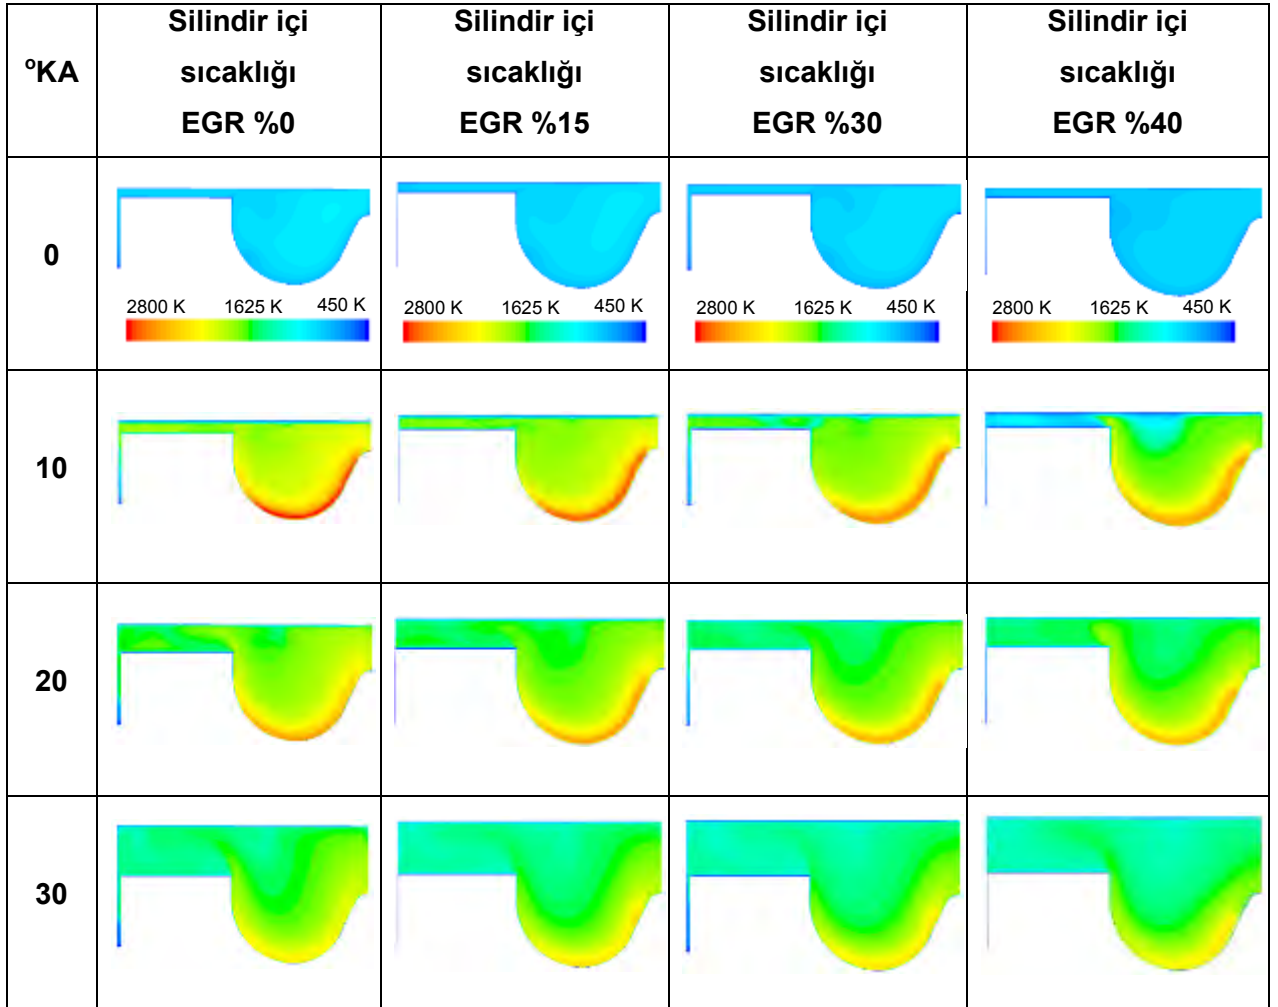 °KA
Silindir içi
sıcaklığı
EGR %0
Silindir içi
sıcaklığı
EGR %15
Silindir içi
sıcaklığı
EGR %30
Silindir içi
sıcaklığı
EGR %40
0
2800 K 1625 K 450 K
2800 K 1625 K 450 K
2800 K 1625 K 450 K
2800 K 1625 K 450 K
10
20
30